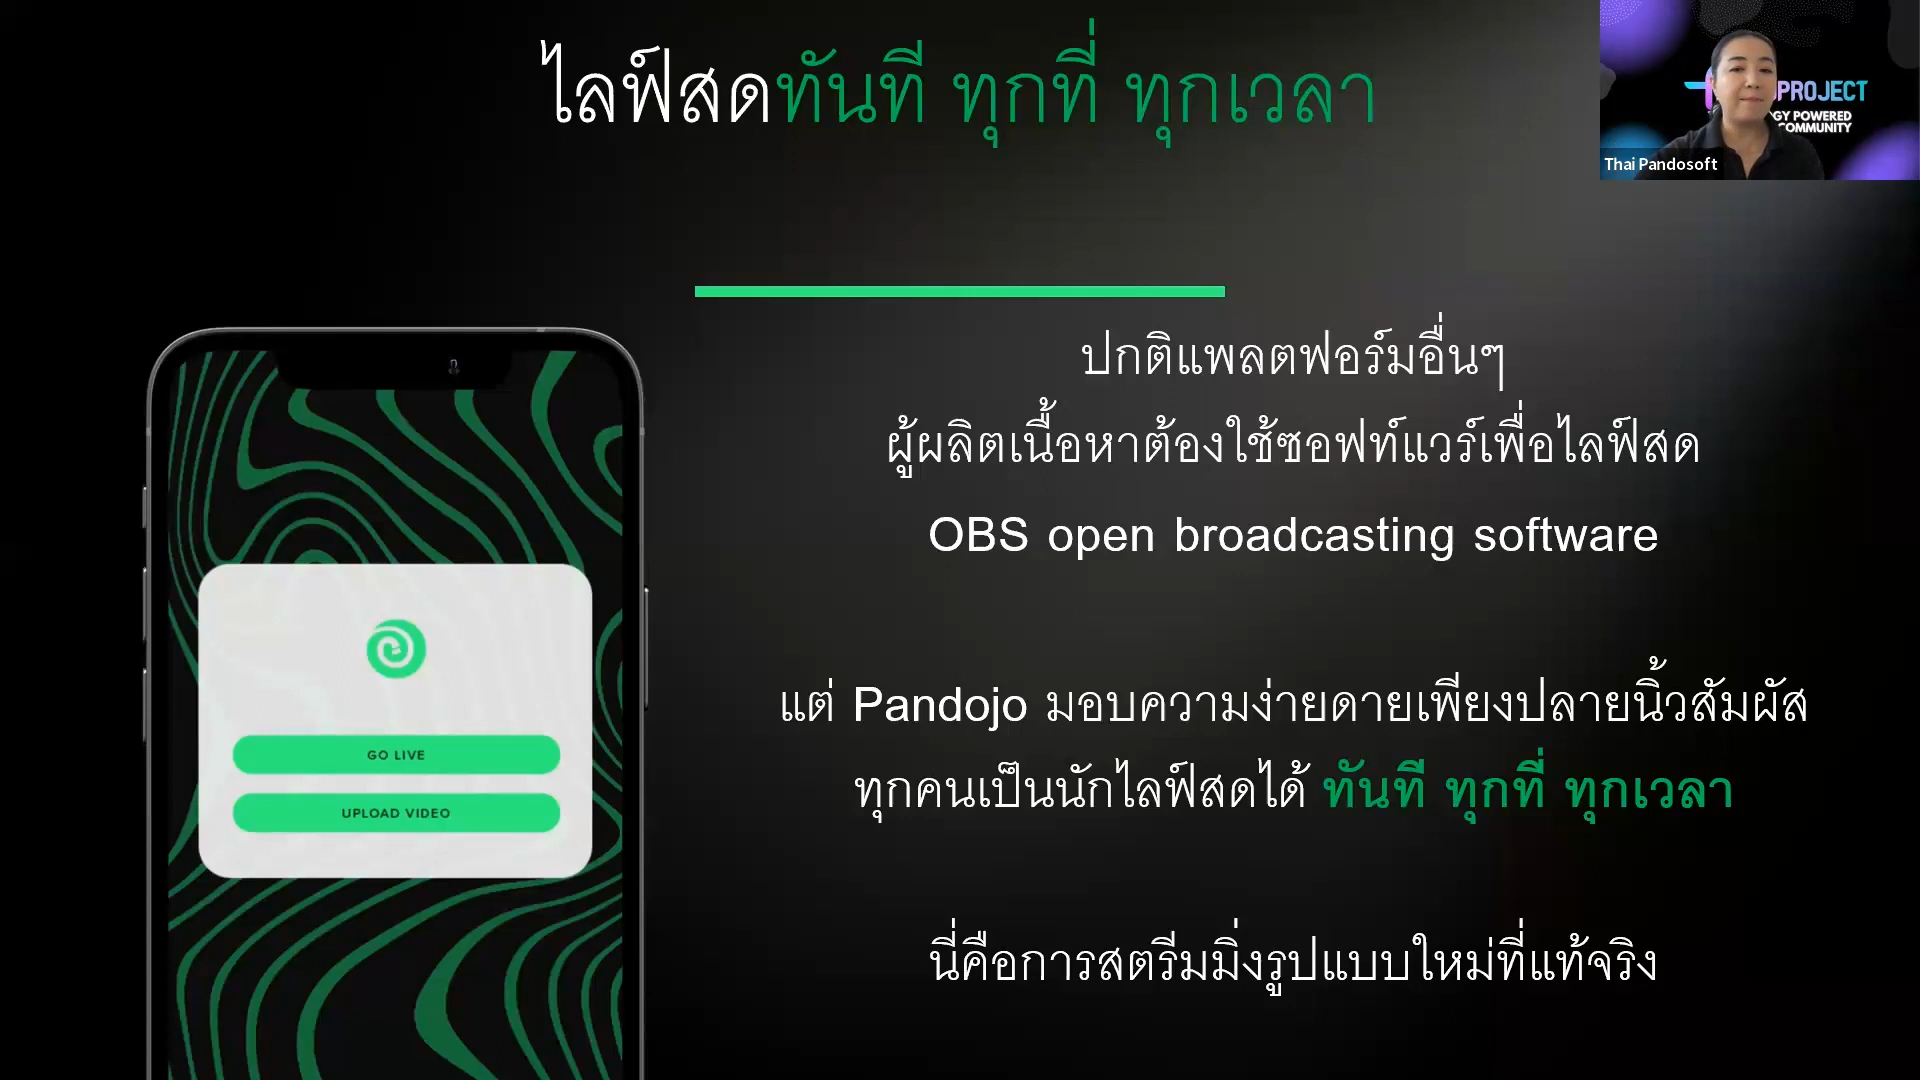 ไลฟ์สดทันที ทุกที่ ทุกเวลา
PROJECT
GY POWERED
COMMUNITY
Thai Pandosoft
ปกติแพลตฟอร์มอื่นๆ
ผู้ผลิตเนื้อหาต้องใช้ซอฟท์แวร์เพื่อไลฟ์สด
OBS open broadcasting software
แต่ Pandojo มอบความง่ายดายเพียงปลายนิ้วสัมผัส
ทุกคนเป็นนักไลฟ์สดได้ ทันที ทุกที่ ทุกเวลา
นี่คือการสตรีมมิ่งรูปแบบใหม่ที่แท้จริง
GO LIVE
UPLOAD VIDEO